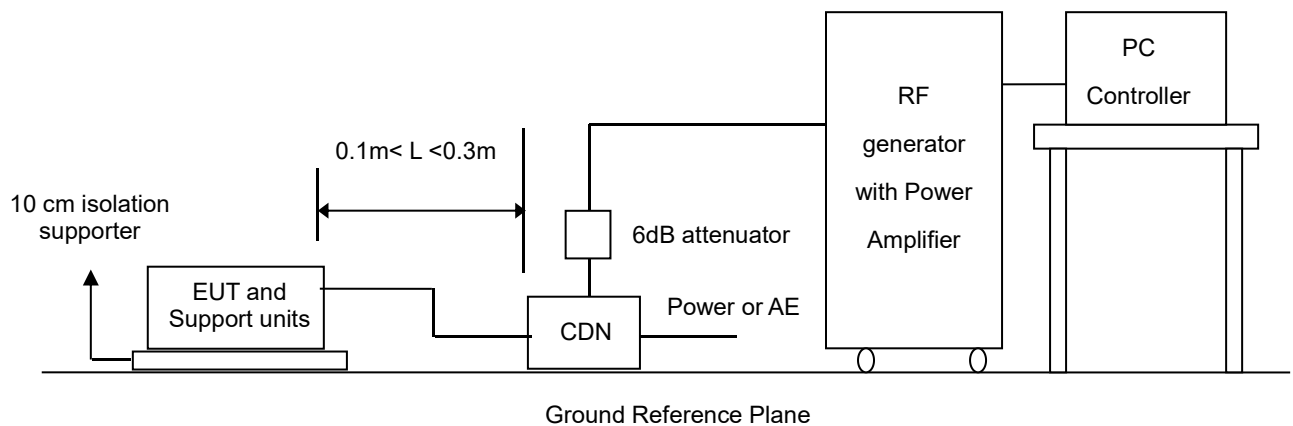 PC
Controller
RF
generator
with Power
Amplifier
0.1m< L <0.3m
10 cm isolation
supporter
6dB attenuator
EUT and
Support units
CDN
Power or AE
Ground Reference Plane